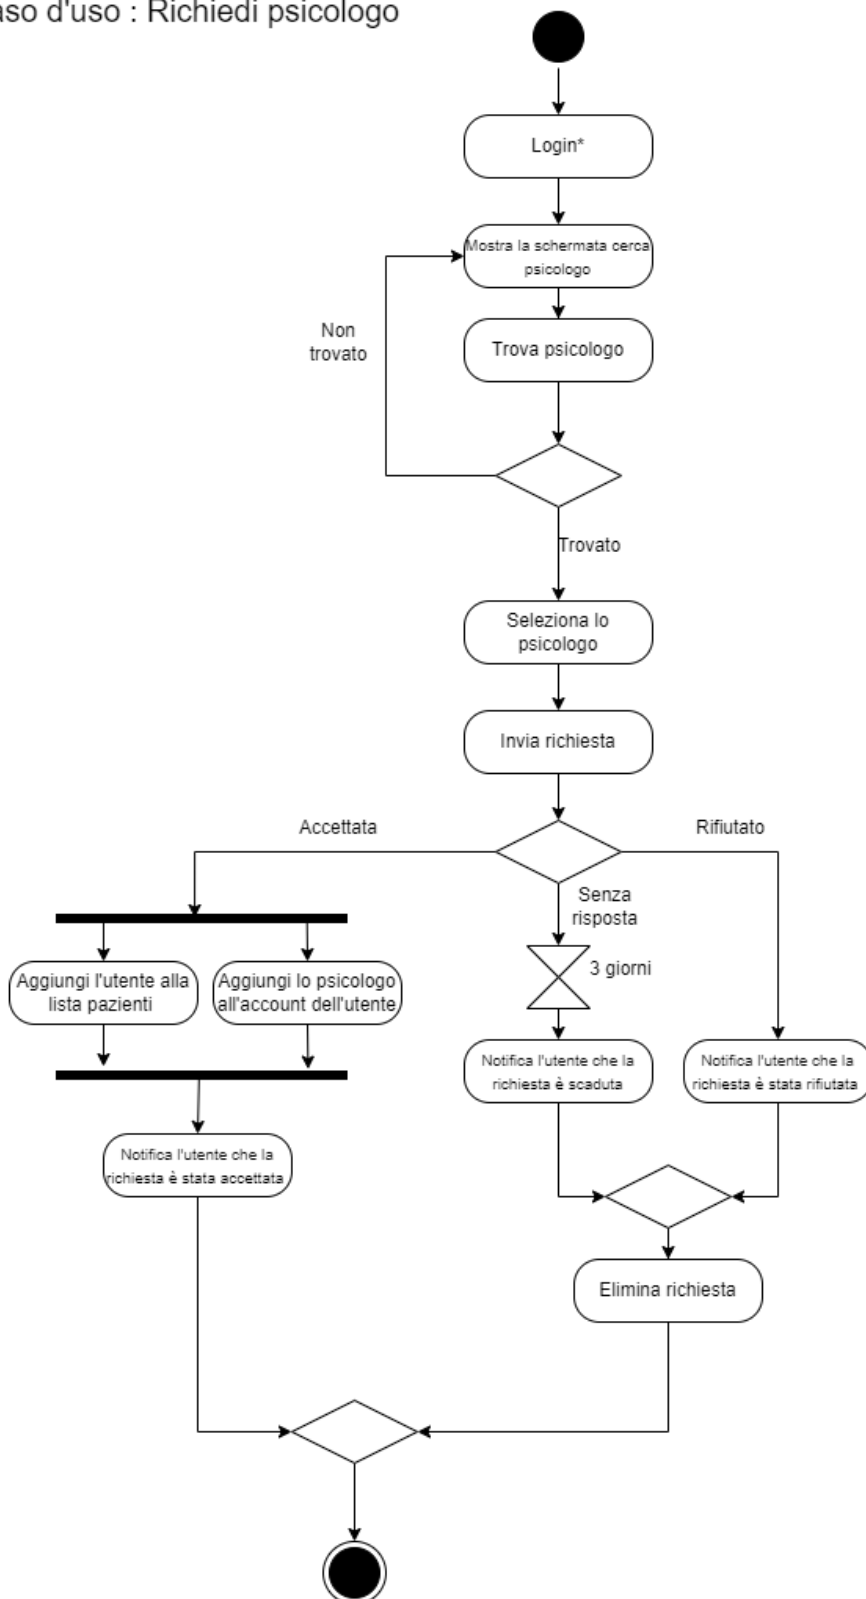 aso d'uso : Richiedi psicologo
Login*
Mostra la schermata cerca
psicologo
Non
trovato
Trova psicologo
Trovato
Seleziona lo
psicologo
Invia richiesta
Accettata
Rifiutato
Senza
risposta
3 giorni
Aggiungi l'utente alla
lista pazienti
Aggiungi lo psicologo
all'account dell'utente
Notifica l'utente che la
richiesta è scaduta
Notifica l'utente che la
richiesta è stata rifiutata
Notifica l'utente che la
richiesta è stata accettata
Elimina richiesta